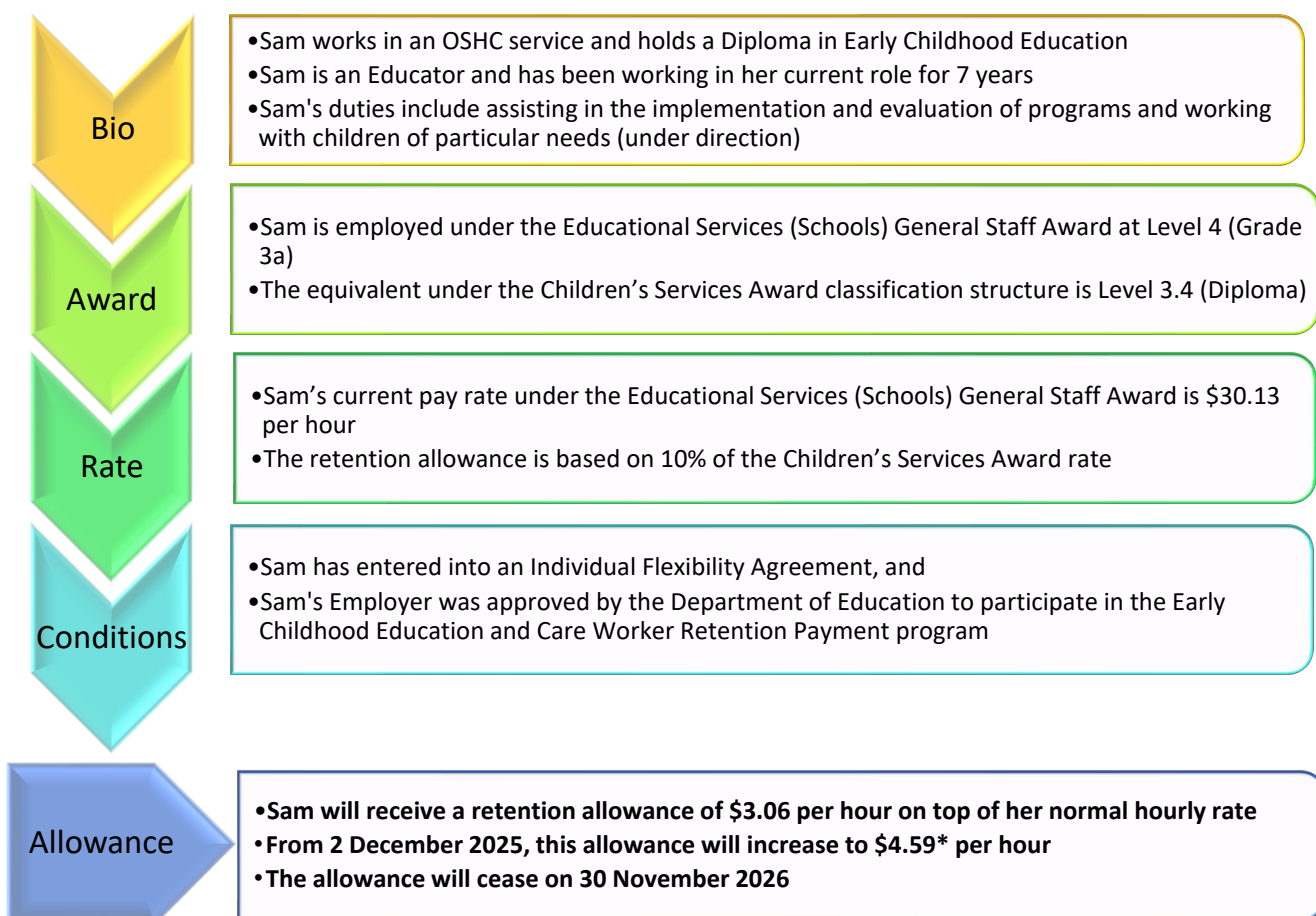 Bio
•Sam works in an OSHC service and holds a Diploma in Early Childhood Education
•Sam is an Educator and has been working in her current role for 7 years
•Sam's duties include assisting in the implementation and evaluation of programs and working
with children of particular needs (under direction)
Award
•Sam is employed under the Educational Services (Schools) General Staff Award at Level 4 (Grade
3a)
•The equivalent under the Children’s Services Award classification structure is Level 3.4 (Diploma)
Rate
•Sam’s current pay rate under the Educational Services (Schools) General Staff Award is $30.13
per hour
•The retention allowance is based on 10% of the Children’s Services Award rate
Conditions
•Sam has entered into an Individual Flexibility Agreement, and
•Sam's Employer was approved by the Department of Education to participate in the Early
Childhood Education and Care Worker Retention Payment program
Allowance
•Sam will receive a retention allowance of $3.06 per hour on top of her normal hourly rate
•From 2 December 2025, this allowance will increase to $4.59* per hour
•The allowance will cease on 30 November 2026